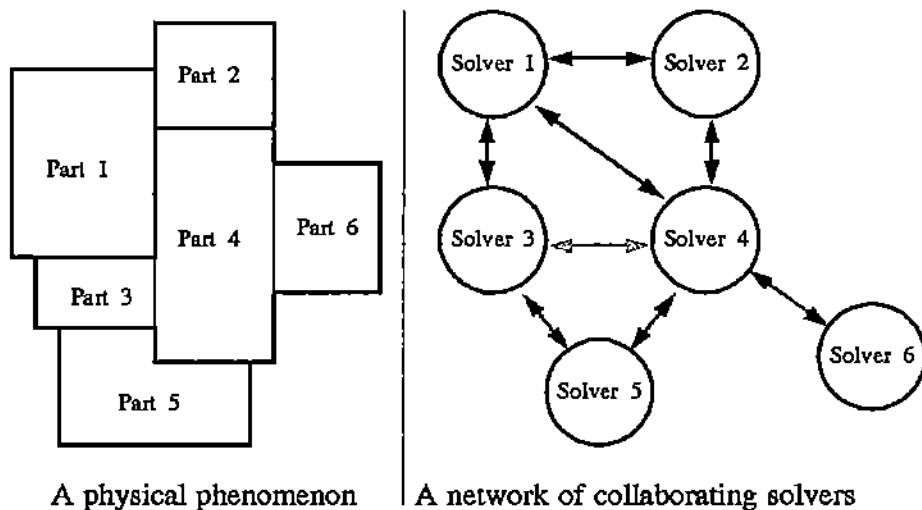 Part 2
Part 1
Part 4
Part 6
Part 3
Part 5
A physical phenomenon
Solver 1
Solver 2
Solver 3
Solver 4
Solver 6
Solver 5
A network of collaborating solvers